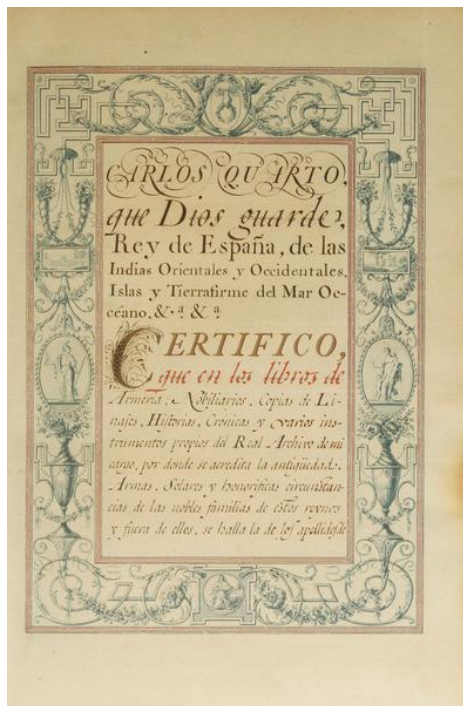 CARLOS QUARTO,
que Dios guarde,
Rey de España, de las
Indias Orientales y Occidentales,
Islas y Tierrafirme del Mar Oc-
céano, &.ª & ª
CERTIFICO,
que en los libros de
Armería, Nobiliarios, Copias de Li-
najes, Historias, Crónicas y varios ins-
trumentos propios del Real Archivo de mi
cargo, por donde se acredita la antigüedad,
Armas, Solares y honoríficas circunstan-
cias de las nobles familias de estos reynos
y fuera de ellos, se halla la de los apellidos de